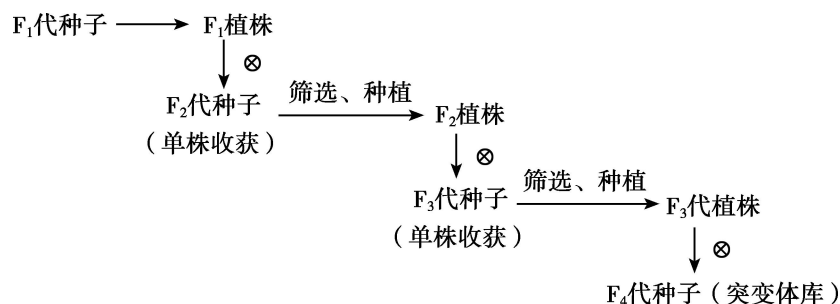 F₁代种子
F₁植株
⊗
F₂代种子
(单株收获)
筛选、种植
F₂植株
⊗
F₃代种子
(单株收获)
筛选、种植
F₃代植株
⊗
F₄代种子(突变体库)